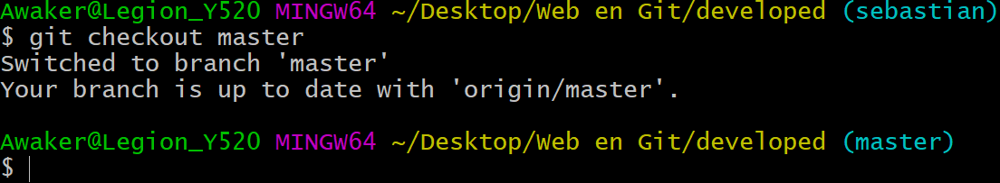 Awaker@Legion_Y520 MINGW64 ~/Desktop/Web en Git/developed (sebastian)
$ git checkout master
Switched to branch 'master'
Your branch is up to date with 'origin/master'.
Awaker@Legion_Y520 MINGW64 ~/Desktop/Web en Git/developed (master)
$